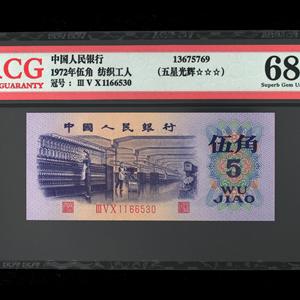 ACG
GUARANTY
中国人民银行
1972年伍角 纺织工人
冠号：ⅢⅤⅩ1166530
13675769
（五星光辉☆☆☆）
68
Superb Gem Un
中国人民银行
伍角
5
WU
JIAO
ⅢⅤⅩ1166530